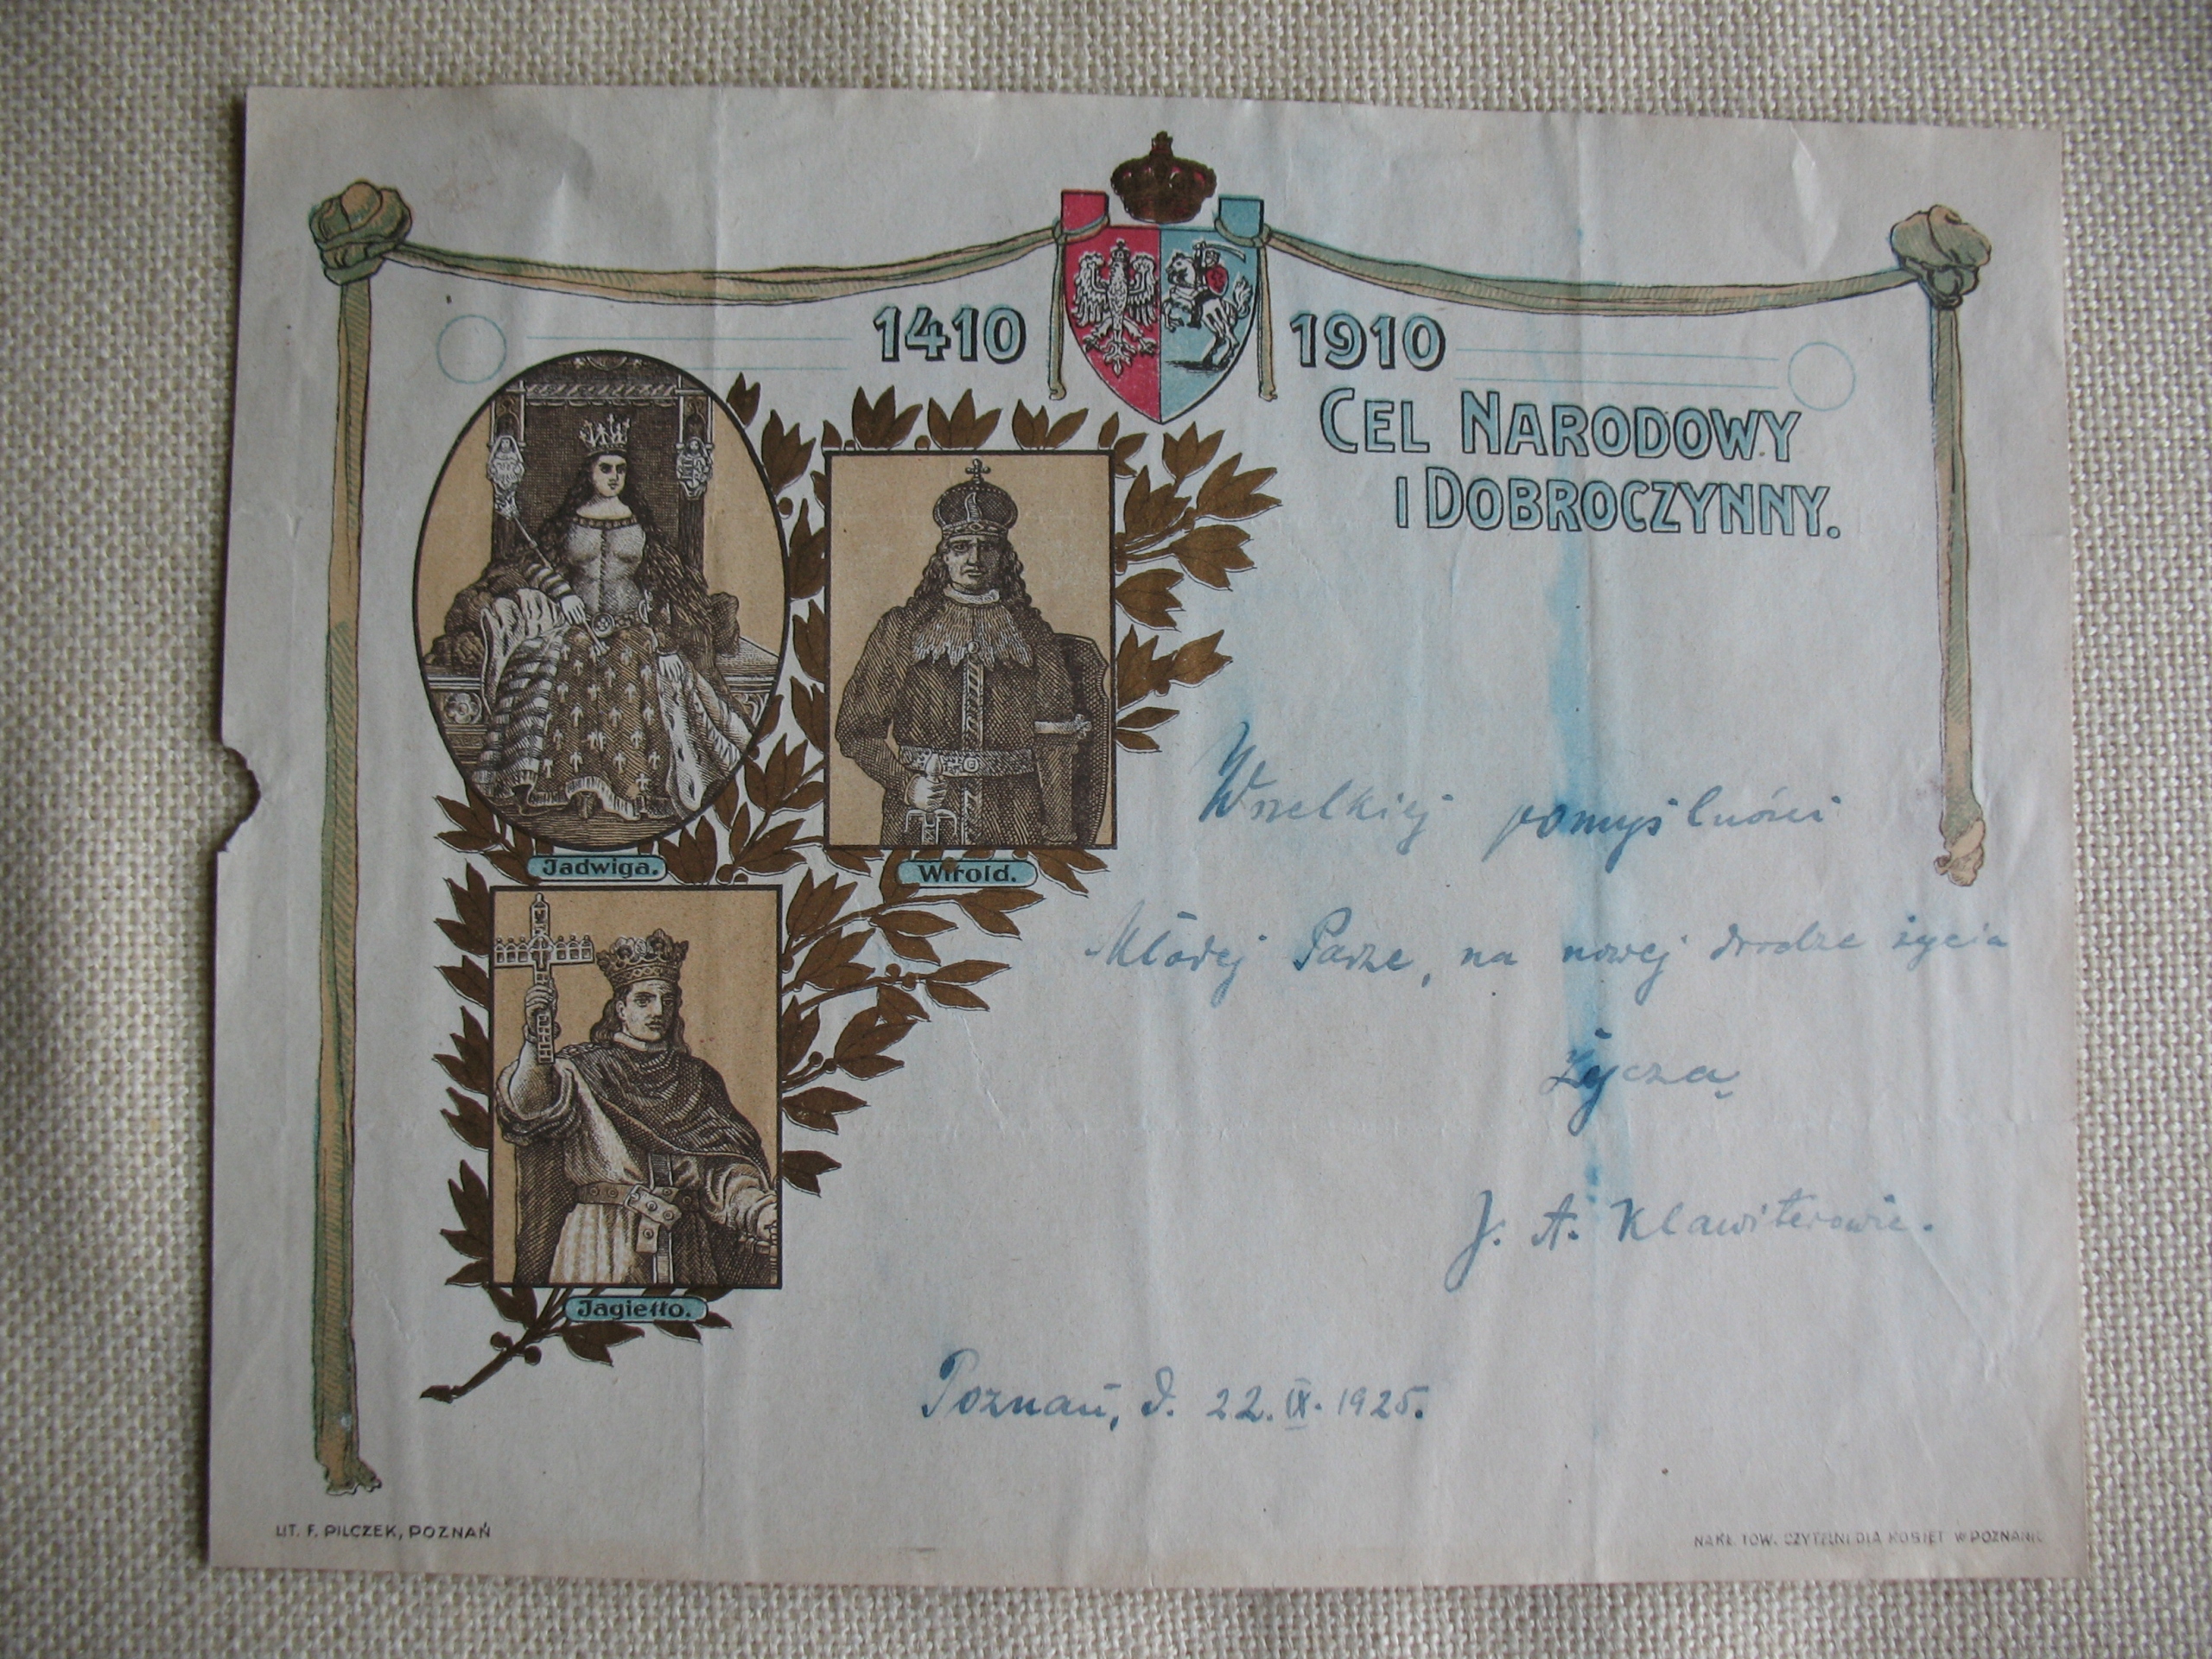 1410 1910
CEL NARODOWY
I DOBROCZYNNY.
Jadwiga.
Witold.
Jagiełło.
Wszelkiej pomyślności
Młodej Parze, na nowej drodze życia
życzą
J. A. Klawiterowie.
Poznań, d. 22. IX. 1925.
LIT. F. PILCZEK, POZNAŃ
NAKŁ. TOW. CZYTELNI DLA KOBIET W POZNANIU